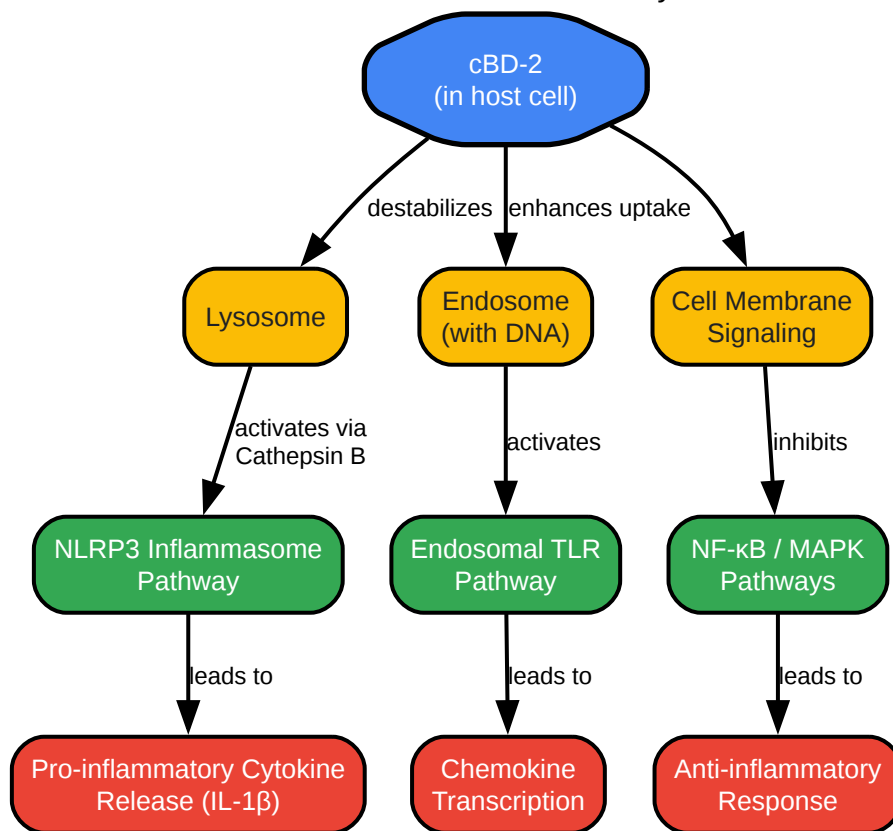 cBD-2
(in host cell)
destabilizes
enhances uptake
Lysosome
Endosome
(with DNA)
Cell Membrane
Signaling
activates via
Cathepsin B
activates
inhibits
NLRP3 Inflammasome
Pathway
Endosomal TLR
Pathway
NF-κB / MAPK
Pathways
leads to
leads to
leads to
Pro-inflammatory Cytokine
Release (IL-1β)
Chemokine
Transcription
Anti-inflammatory
Response